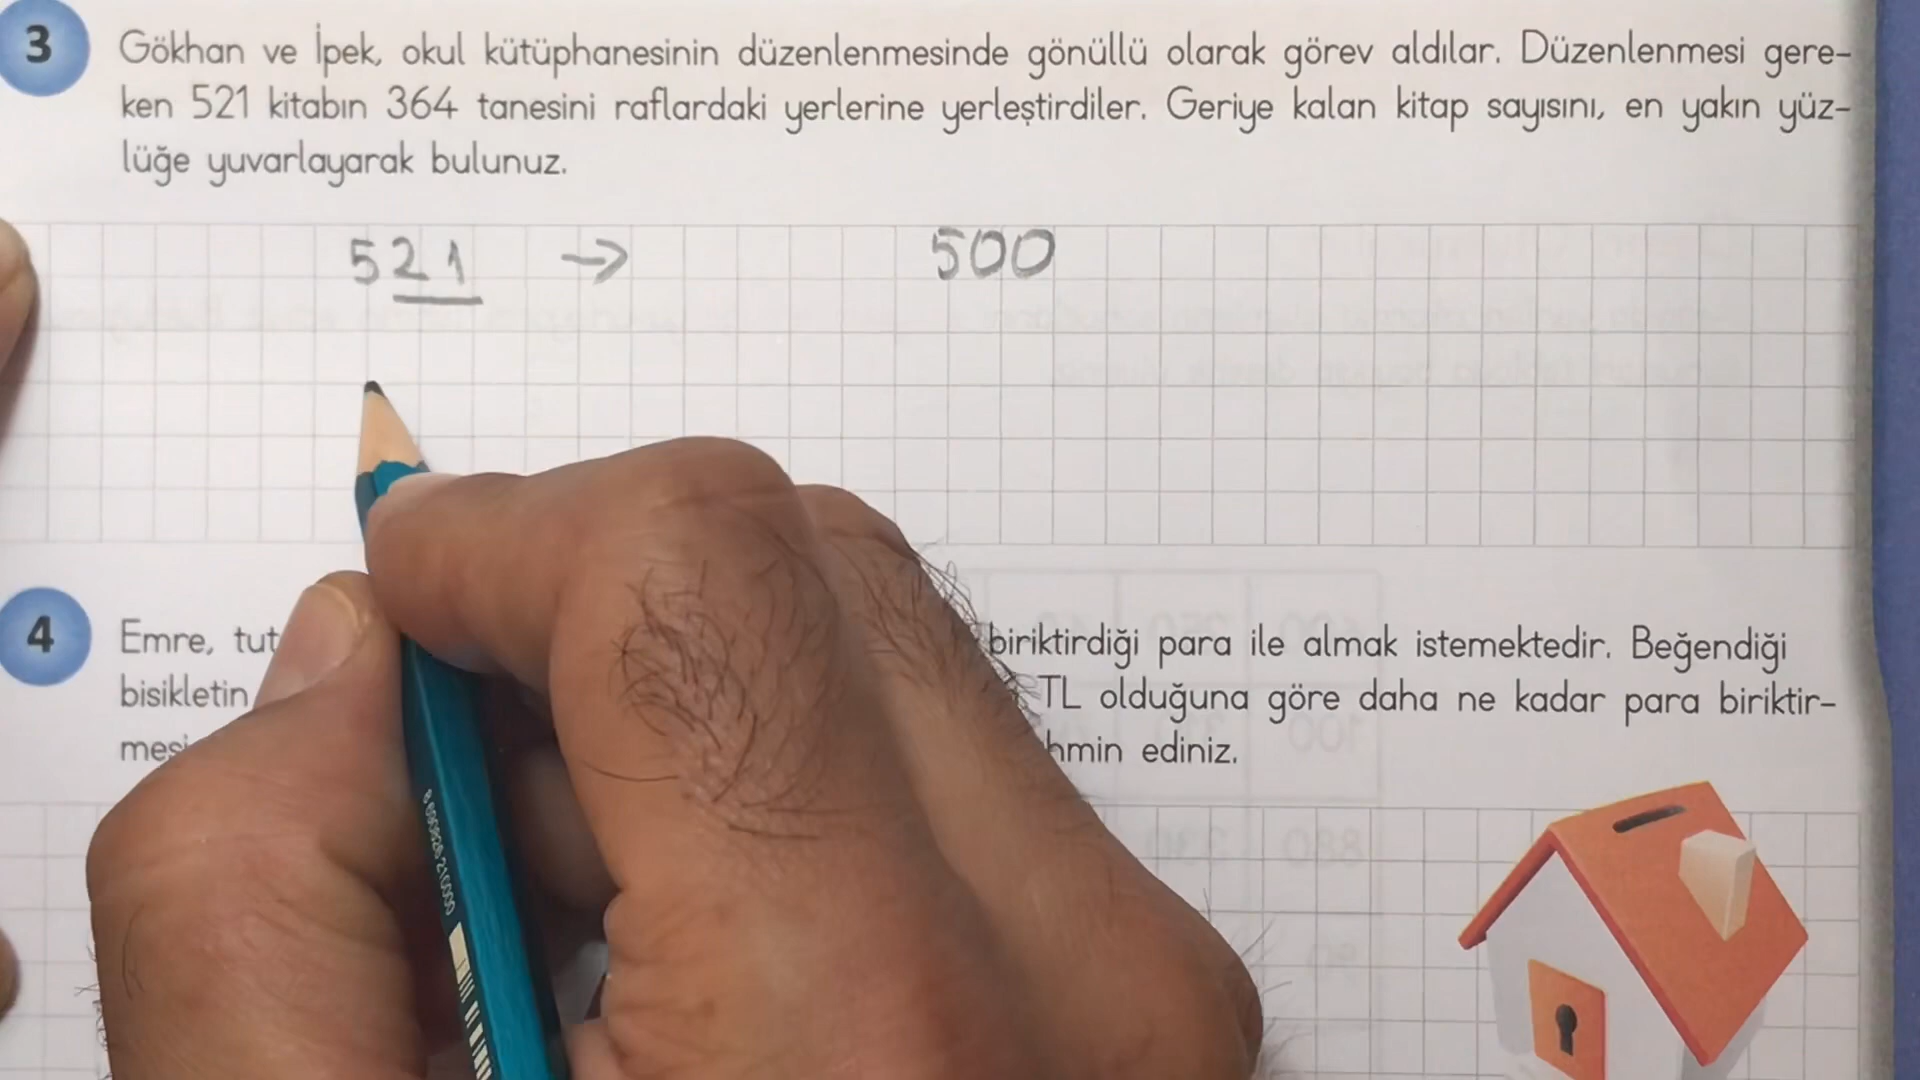 3 Gökhan ve İpek, okul kütüphanesinin düzenlenmesinde gönüllü olarak görev aldılar. Düzenlenmesi gere-
ken 521 kitabın 364 tanesini raflardaki yerlerine yerleştirdiler. Geriye kalan kitap sayısını, en yakın yüz-
lüğe yuvarlayarak bulunuz.
521 → 500
4 Emre, tut biriktirdiği para ile almak istemektedir. Beğendiği
bisikletin TL olduğuna göre daha ne kadar para biriktir-
mesi hmin ediniz.